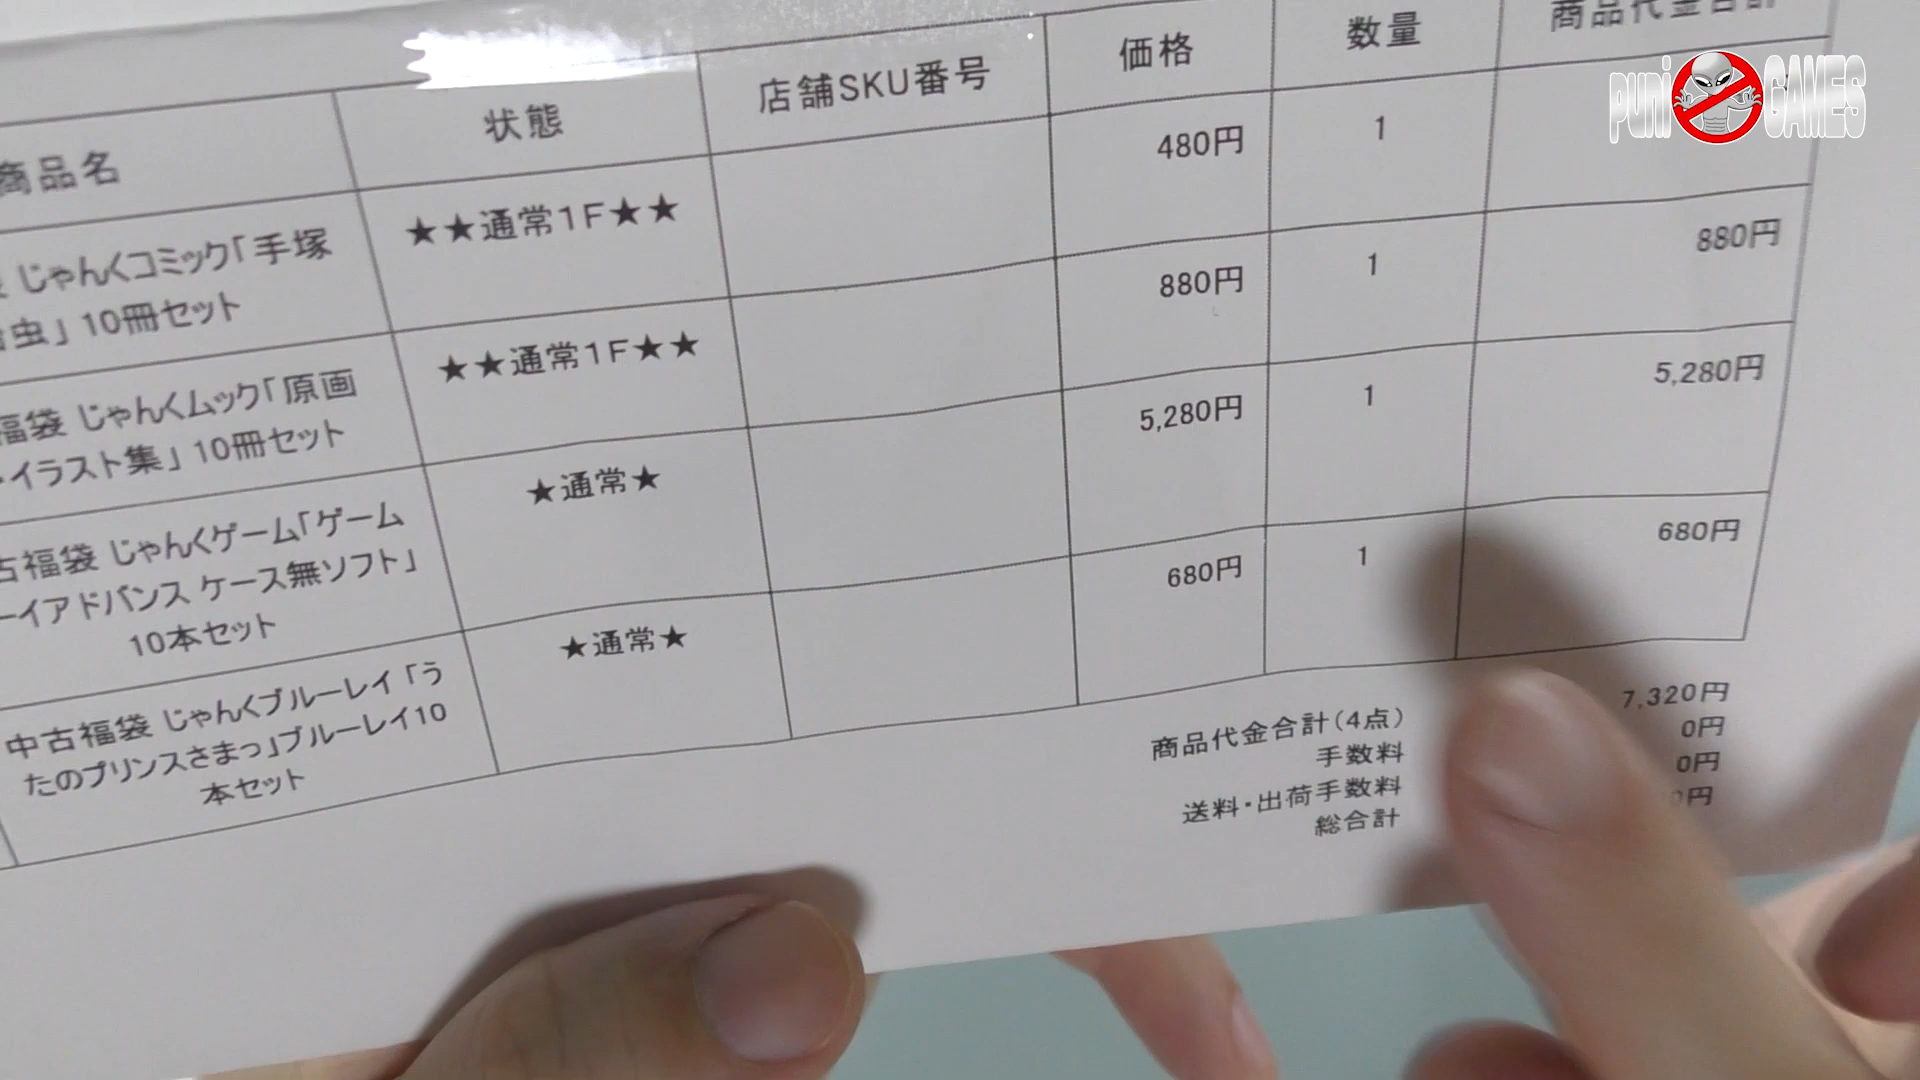 商品名 状態 店舗SKU番号 価格 数量 商品代金合計
じゃんくコミック「手塚 ★★通常1F★★ 480円 1
虫」10冊セット
福袋 じゃんくムック「原画 ★★通常1F★★ 880円 1 880円
・イラスト集」10冊セット
古福袋 じゃんくゲーム「ゲーム ★通常★ 5,280円 1 5,280円
ーイアドバンス ケース無ソフト」
10本セット
中古福袋 じゃんくブルーレイ「う ★通常★ 680円 1 680円
たのプリンスさまっ」ブルーレイ10
本セット
商品代金合計(4点) 7,320円
手数料 0円
送料・出荷手数料 0円
総合計 0円
puni GAMES